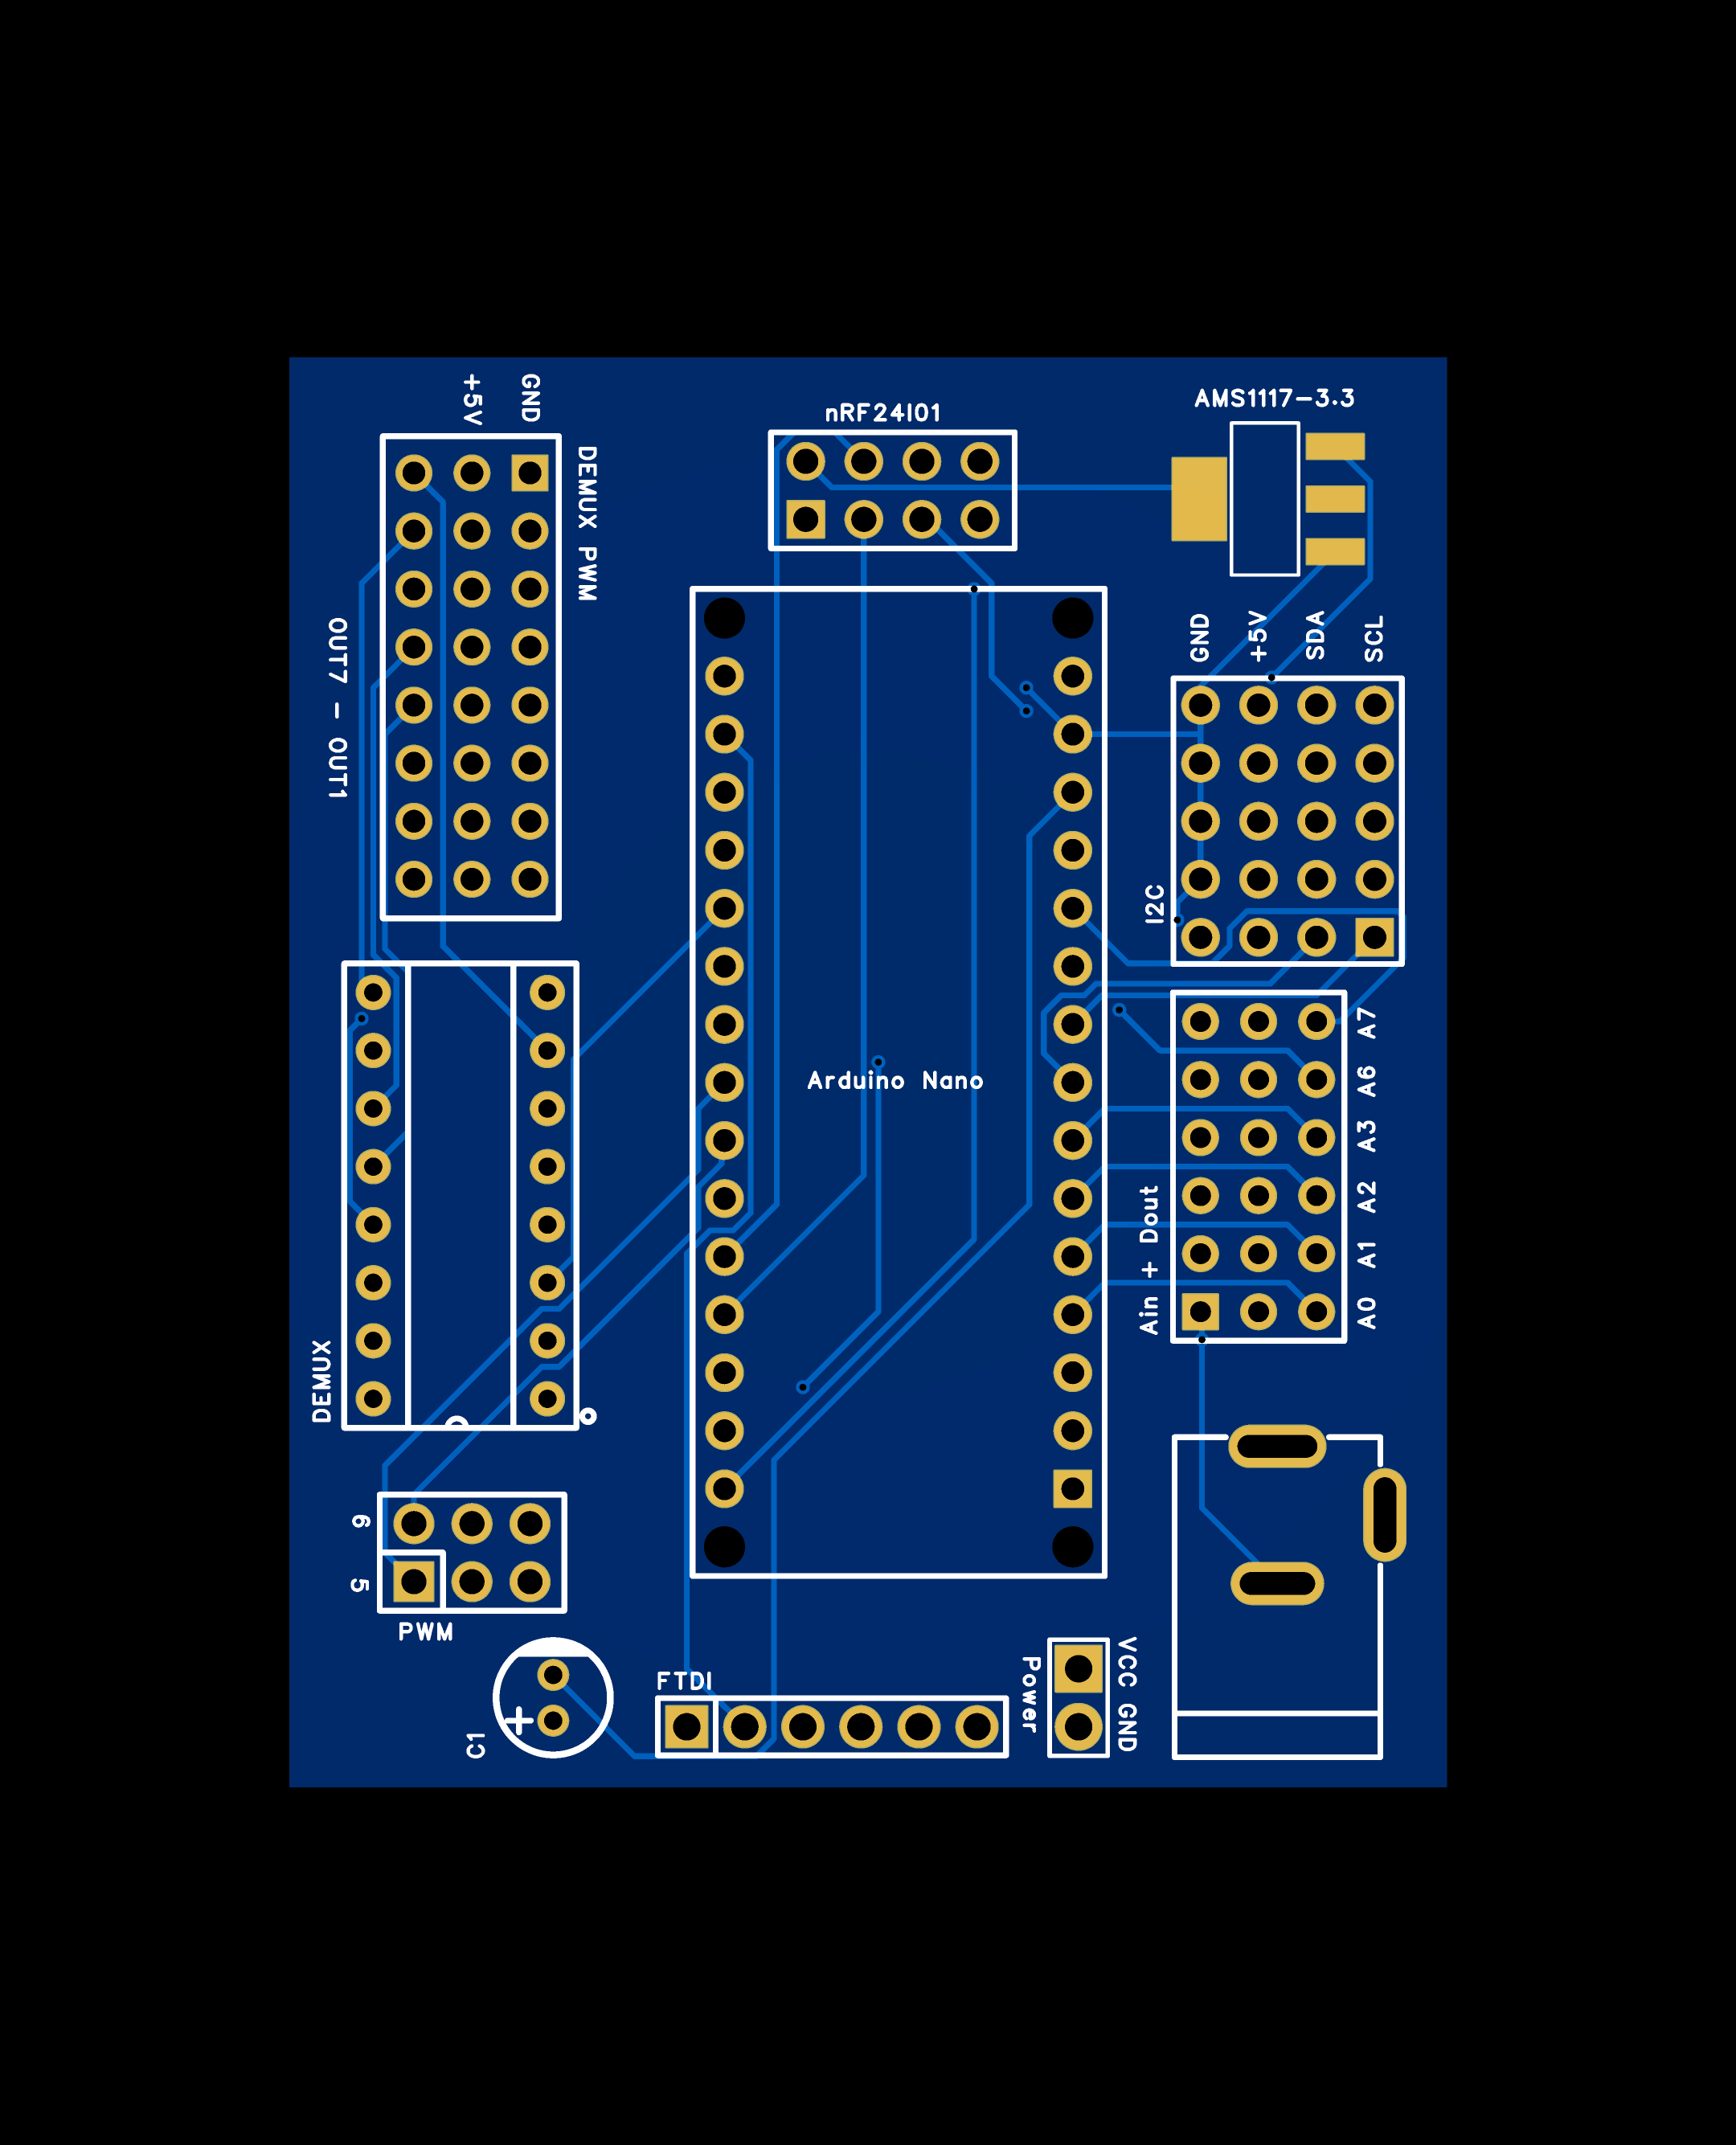 +5V
GND
DEMUX PWM
nRF24l01
AMS1117-3.3
OUT7 - OUT1
GND
+5V
SDA
SCL
I2C
Arduino Nano
A7
A6
A3
A2
A1
A0
Ain + Dout
DEMUX
6
5
PWM
+
C1
FTDI
Power
VCC GND